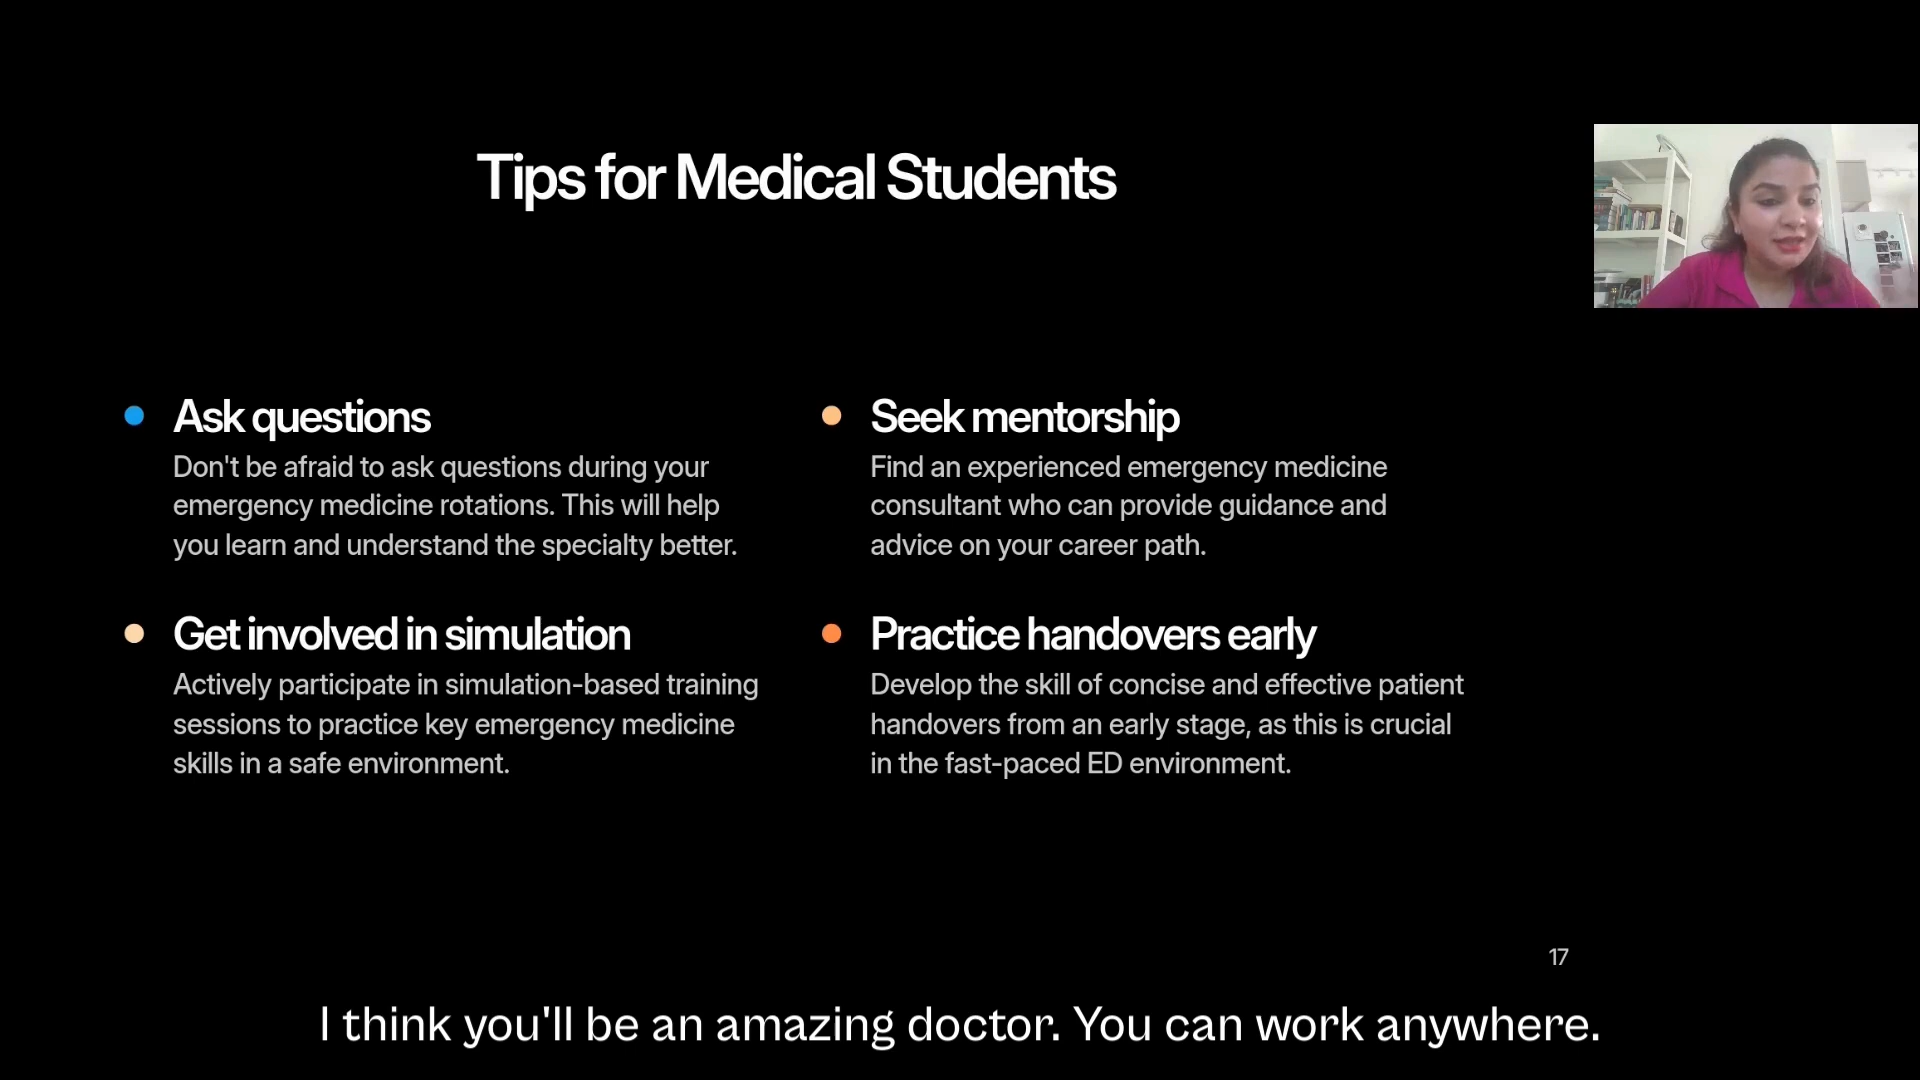 Tips for Medical Students
Ask questions
Don't be afraid to ask questions during your
emergency medicine rotations. This will help
you learn and understand the specialty better.
Seek mentorship
Find an experienced emergency medicine
consultant who can provide guidance and
advice on your career path.
Get involved in simulation
Actively participate in simulation-based training
sessions to practice key emergency medicine
skills in a safe environment.
Practice handovers early
Develop the skill of concise and effective patient
handovers from an early stage, as this is crucial
in the fast-paced ED environment.
17
I think you'll be an amazing doctor. You can work anywhere.